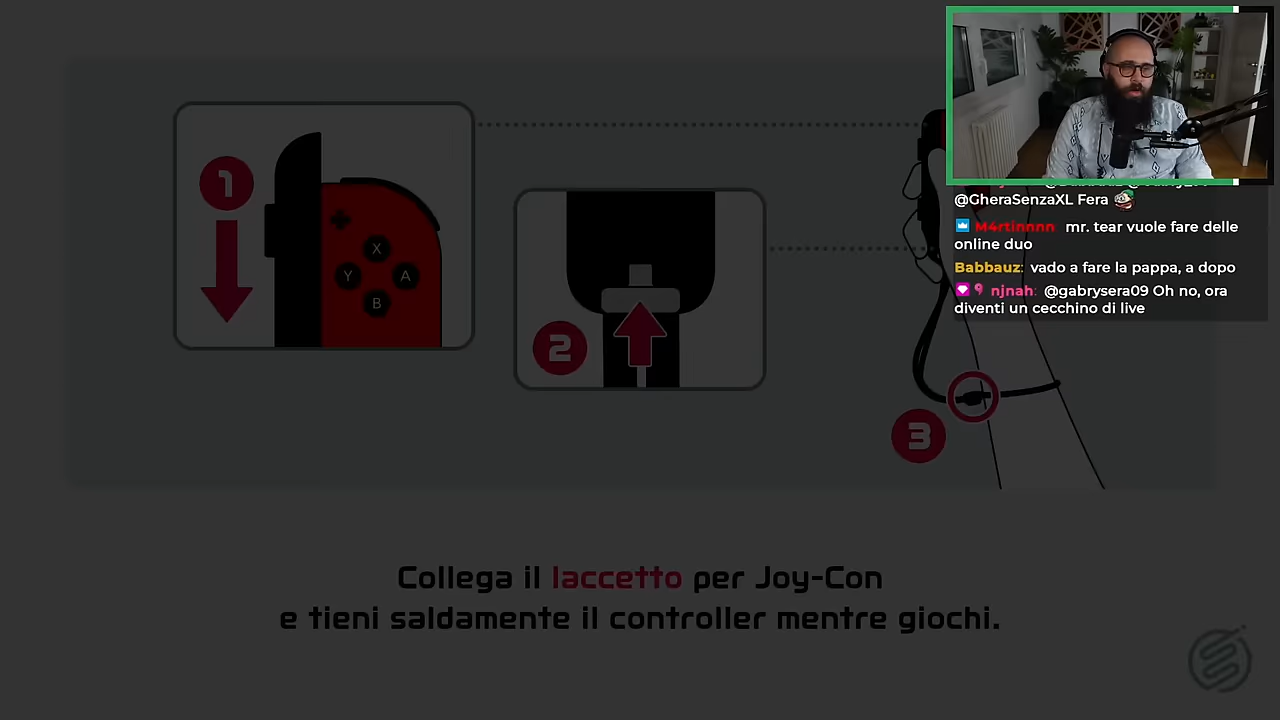 1
X
Y
A
B
2
3
@GheraSenzaXL Fera
M4rtinnnn: mr. tear vuole fare delle
online duo
Babbauz: vado a fare la pappa, a dopo
njnah: @gabrysera09 Oh no, ora
diventi un cecchino di live
Collega il laccetto per Joy-Con
e tieni saldamente il controller mentre giochi.